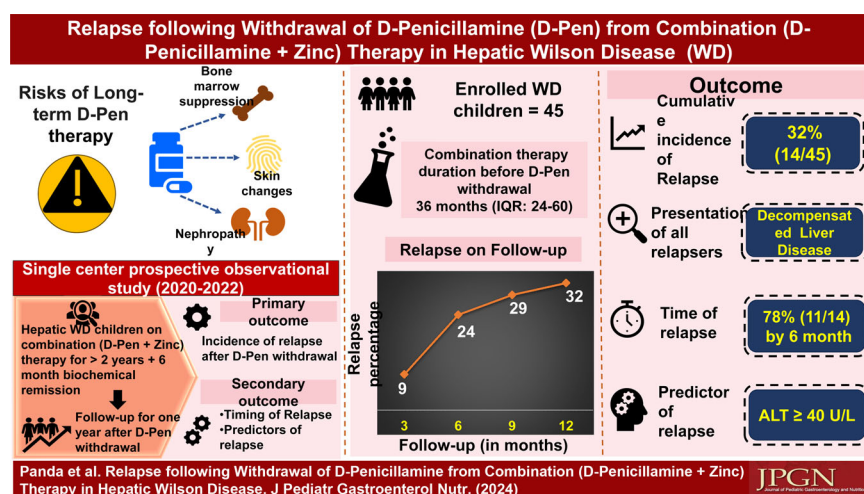 Relapse following Withdrawal of D-Penicillamine (D-Pen) from Combination (D-
Penicillamine + Zinc) Therapy in Hepatic Wilson Disease (WD)
Risks of Long-
term D-Pen
therapy
Bone
marrow
suppression
Skin
changes
Nephropath
y
Single center prospective observational
study (2020-2022)
Hepatic WD children on
combination (D-Pen + Zinc)
therapy for > 2 years + 6
month biochemical
remission
Follow-up for one
year after D-Pen
withdrawal
Primary
outcome
Incidence of relapse
after D-Pen withdrawal
Secondary
outcome
•Timing of Relapse
•Predictors of
relapse
Enrolled WD
children = 45
Combination therapy
duration before D-Pen
withdrawal
36 months (IQR: 24-60)
Relapse on Follow-up
Relapse
percentage
9
24
29
32
3 6 9 12
Follow-up (in months)
Outcome
Cumulativ
e
incidence
of
Relapse
32%
(14/45)
Presentation
of all
relapsers
Decompensat
ed Liver
Disease
Time of
relapse
78% (11/14)
by 6 month
Predictor
of
relapse
ALT ≥ 40 U/L
Panda et al. Relapse following Withdrawal of D-Penicillamine from Combination (D-Penicillamine + Zinc)
Therapy in Hepatic Wilson Disease. J Pediatr Gastroenterol Nutr. (2024)
JPGN
Journal of Pediatric Gastroenterology and Nutrition